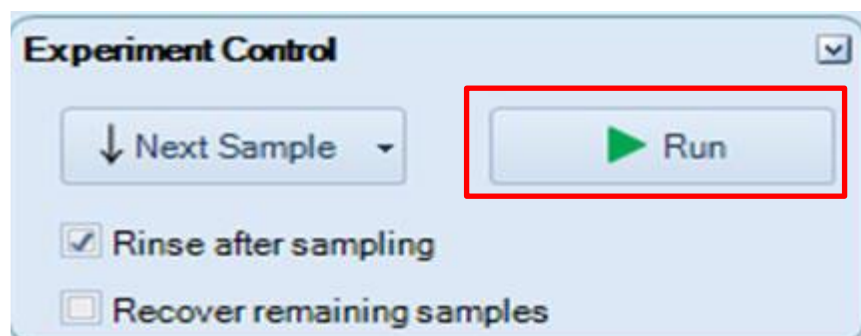 Experiment Control
Next Sample
Run
Rinse after sampling
Recover remaining samples